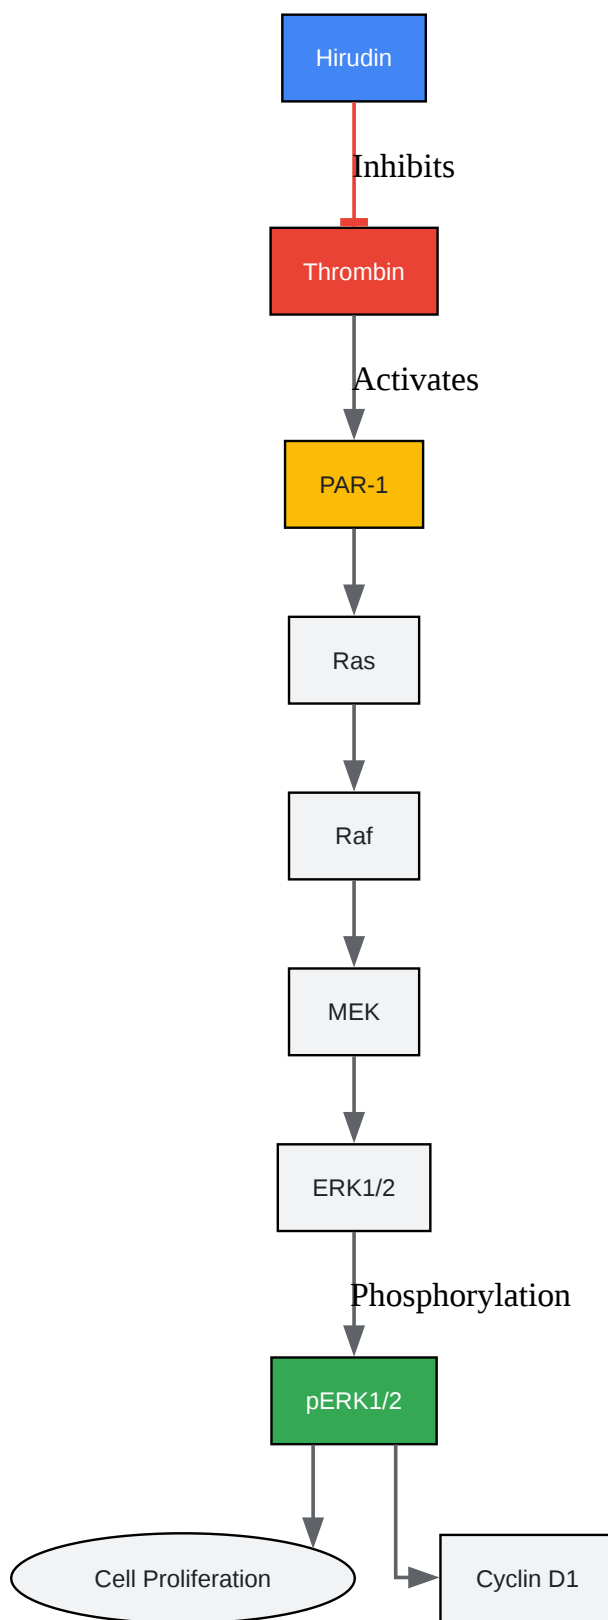 Hirudin
Inhibits
Thrombin
Activates
PAR-1
Ras
Raf
MEK
ERK1/2
Phosphorylation
pERK1/2
Cell Proliferation
Cyclin D1